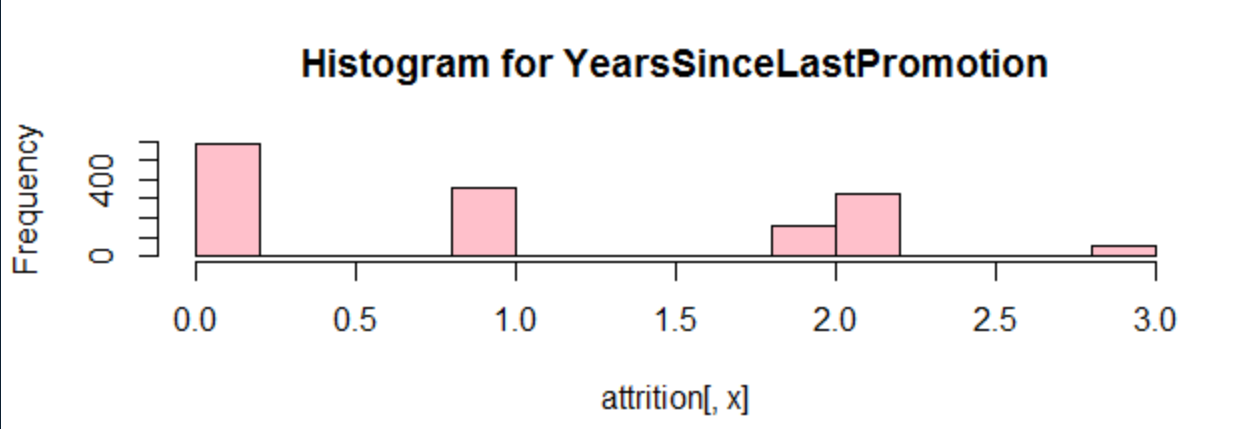 Histogram for YearsSinceLastPromotion
Frequency
400
0
0.0 0.5 1.0 1.5 2.0 2.5 3.0
attrition[, x]